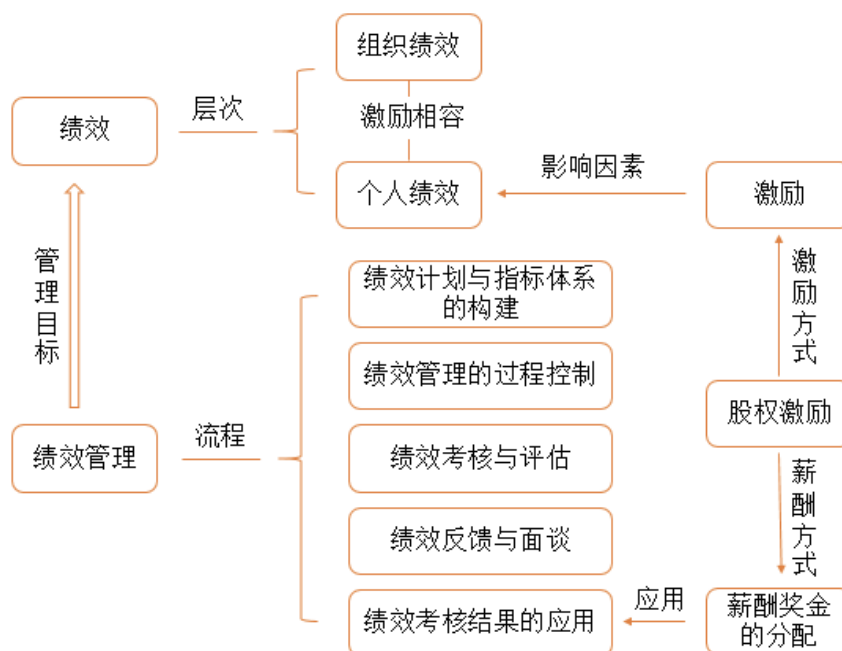 组织绩效
绩效
层次
激励相容
个人绩效
影响因素
激励
管理目标
绩效计划与指标体系
的构建
激励方式
绩效管理的过程控制
股权激励
绩效管理
流程
绩效考核与评估
薪酬方式
绩效反馈与面谈
绩效考核结果的应用
应用
薪酬奖金
的分配